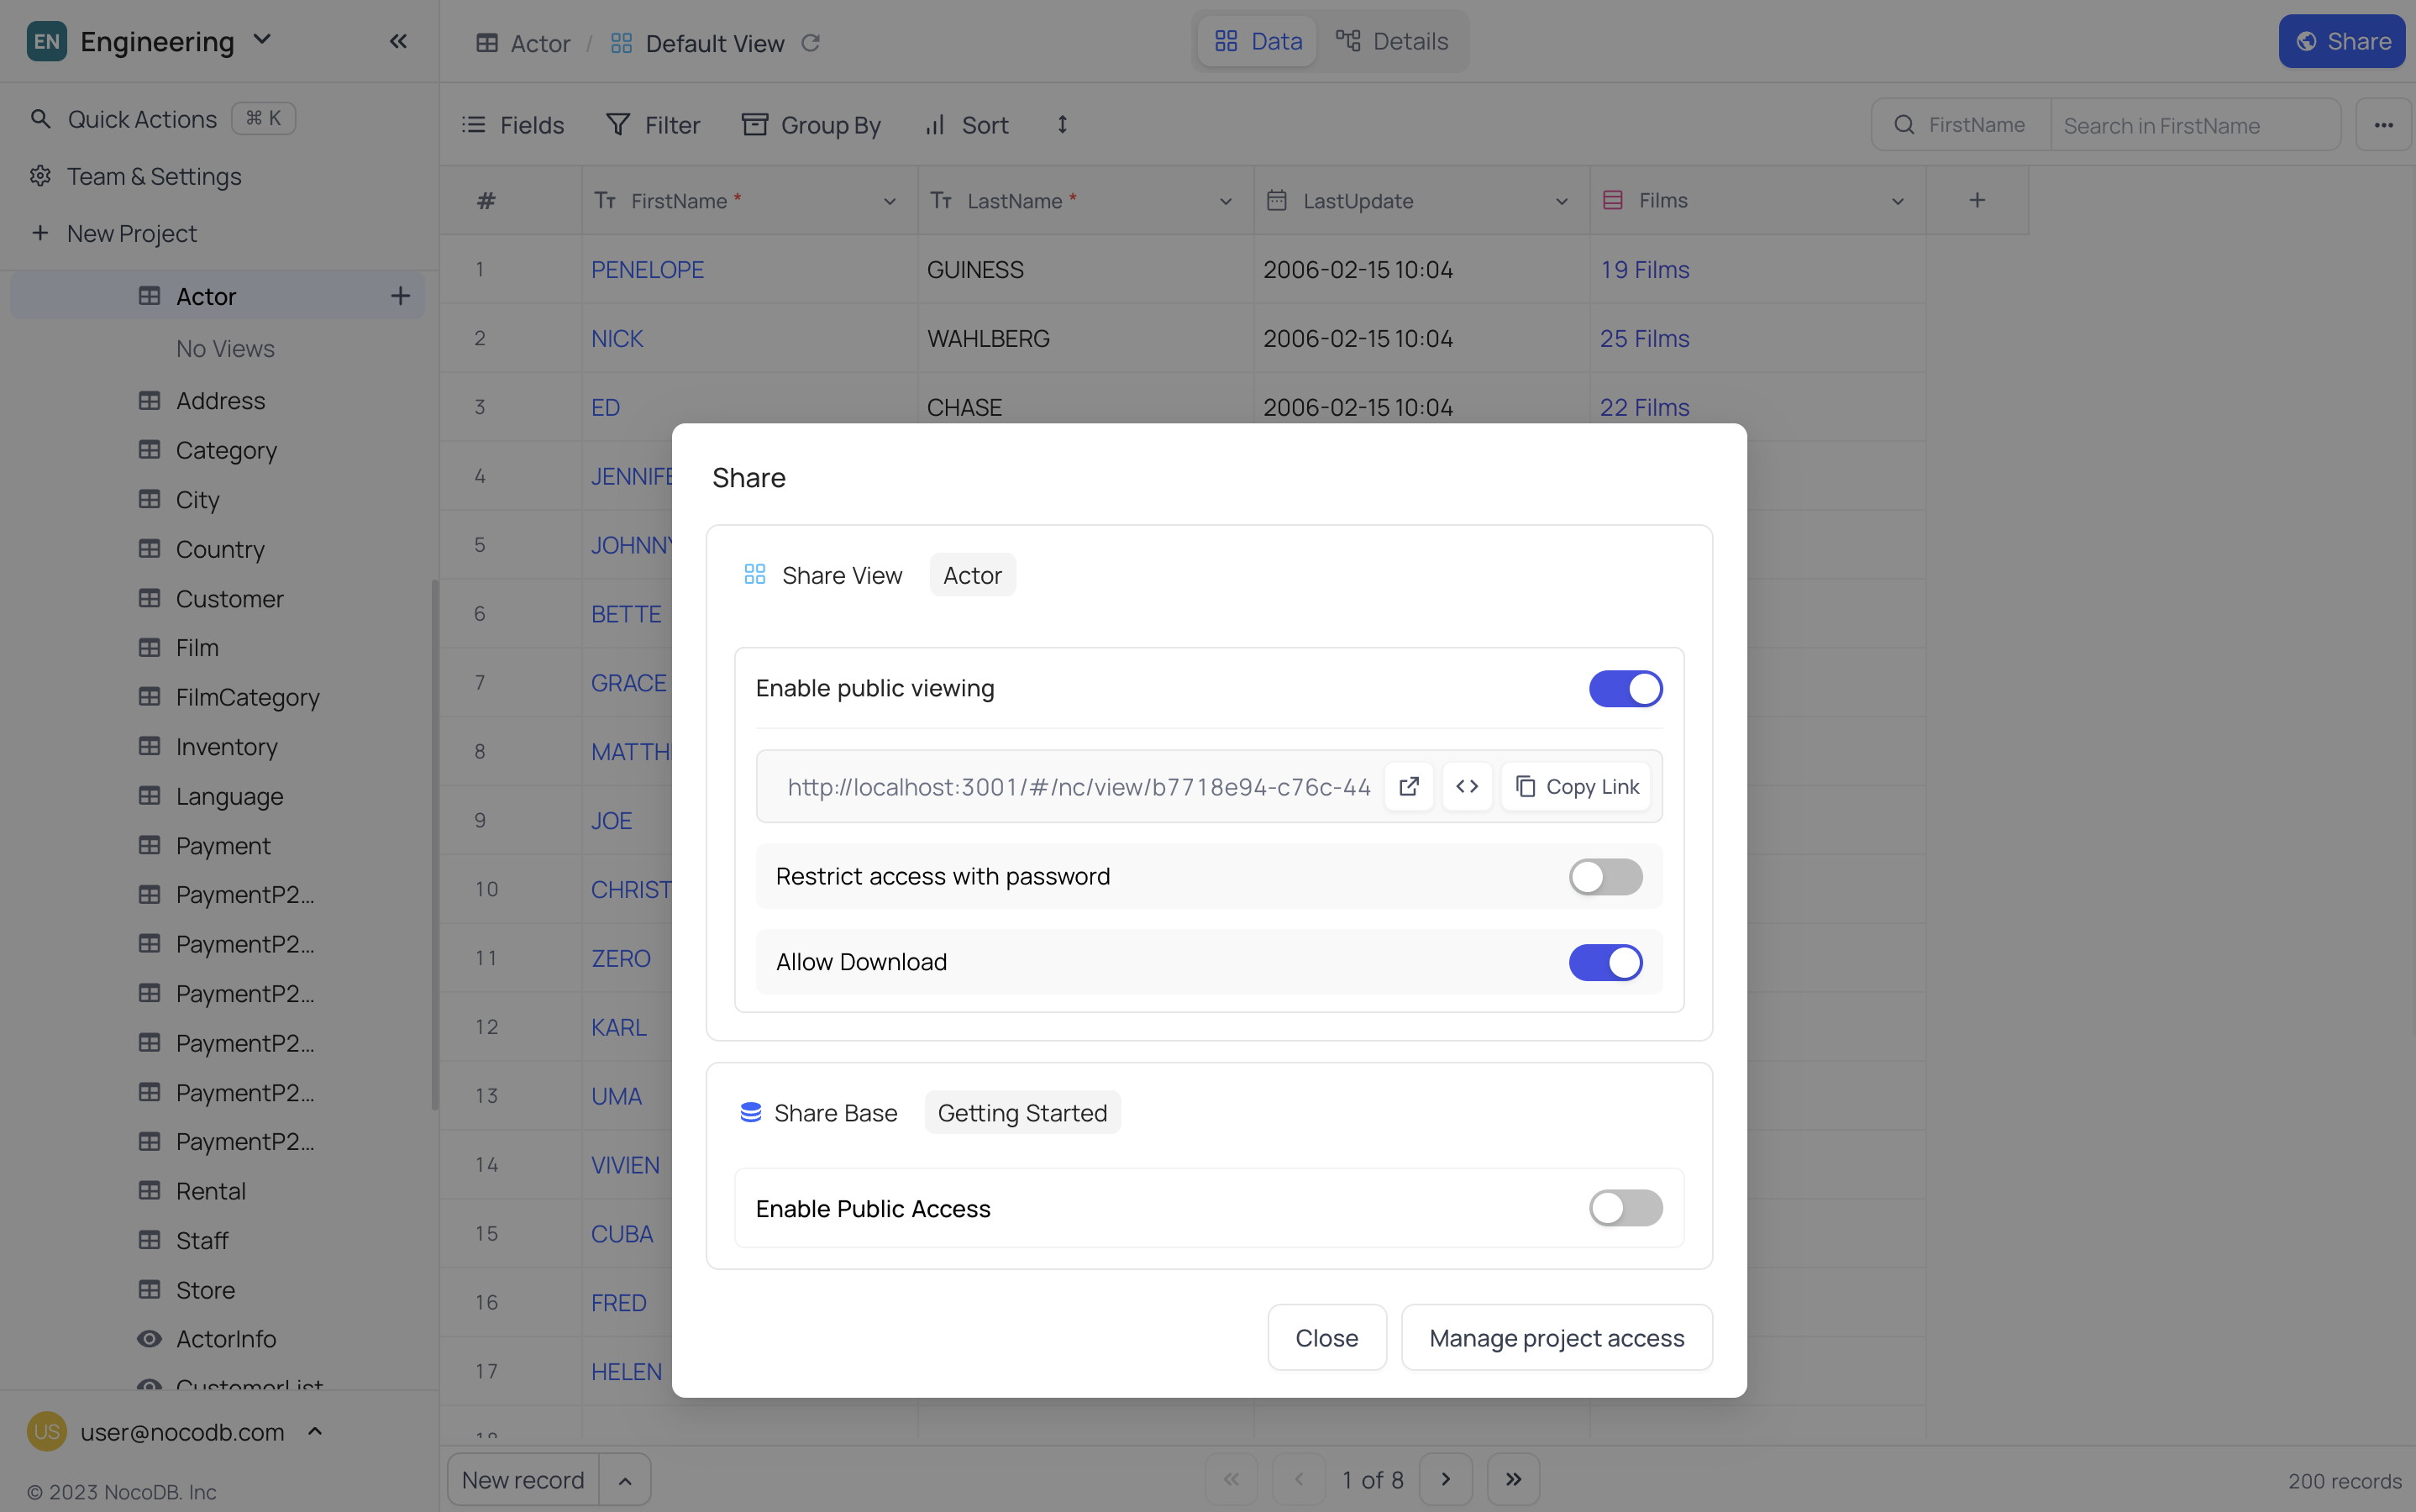 EN Engineering
Actor / Default View
Data Details
Share
Quick Actions ⌘ K
Team & Settings
New Project
Fields Filter Group By Sort
FirstName Search in FirstName
# FirstName * LastName * LastUpdate Films
1 PENELOPE GUINESS 2006-02-15 10:04 19 Films
2 NICK WAHLBERG 2006-02-15 10:04 25 Films
3 ED CHASE 2006-02-15 10:04 22 Films
4 JENNIFE
5 JOHNNY
6 BETTE
7 GRACE
8 MATTH
9 JOE
10 CHRIST
11 ZERO
12 KARL
13 UMA
14 VIVIEN
15 CUBA
16 FRED
17 HELEN
18
Actor
No Views
Address
Category
City
Country
Customer
Film
FilmCategory
Inventory
Language
Payment
PaymentP2...
PaymentP2...
PaymentP2...
PaymentP2...
PaymentP2...
PaymentP2...
Rental
Staff
Store
ActorInfo
CustomerList
US user@nocodb.com
© 2023 NocoDB. Inc
Share
Share View Actor
Enable public viewing
http://localhost:3001/#/nc/view/b7718e94-c76c-44
Copy Link
Restrict access with password
Allow Download
Share Base Getting Started
Enable Public Access
Close Manage project access
New record
1 of 8
200 records